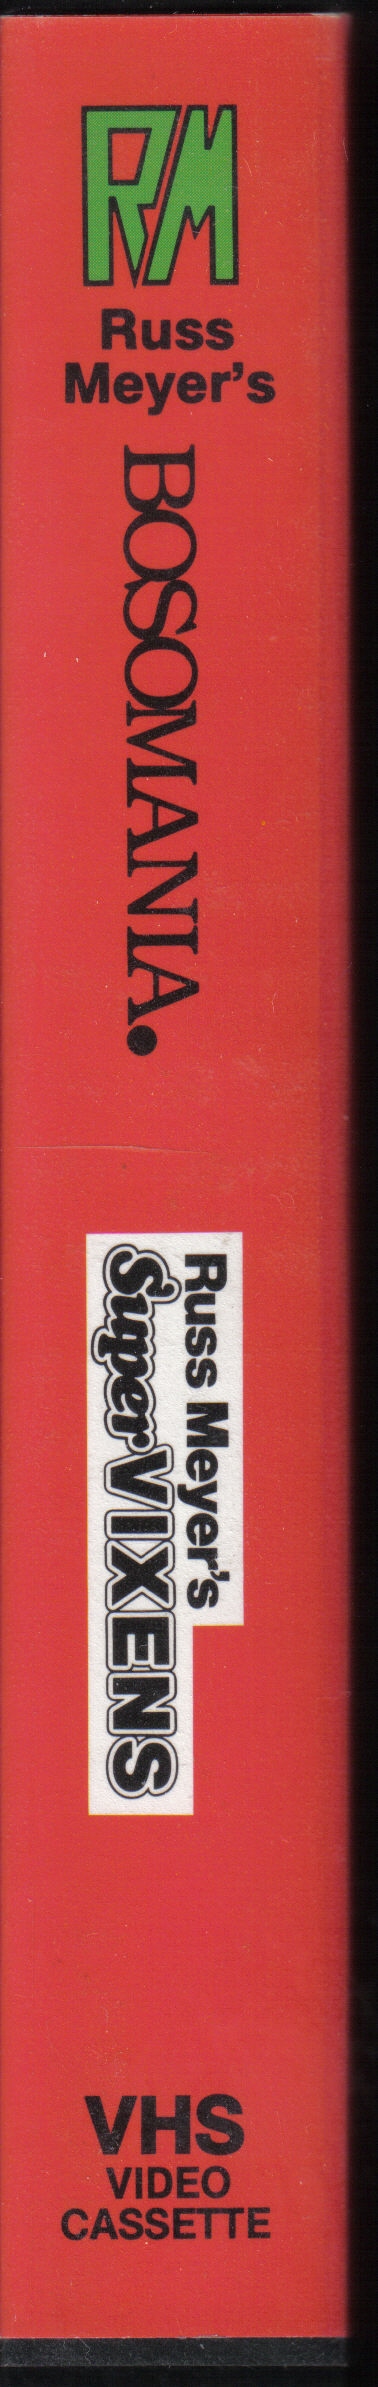 RM
Russ
Meyer's
BOSOMANIA.
Russ Meyer's
SuperVIXENS
VHS
VIDEO
CASSETTE